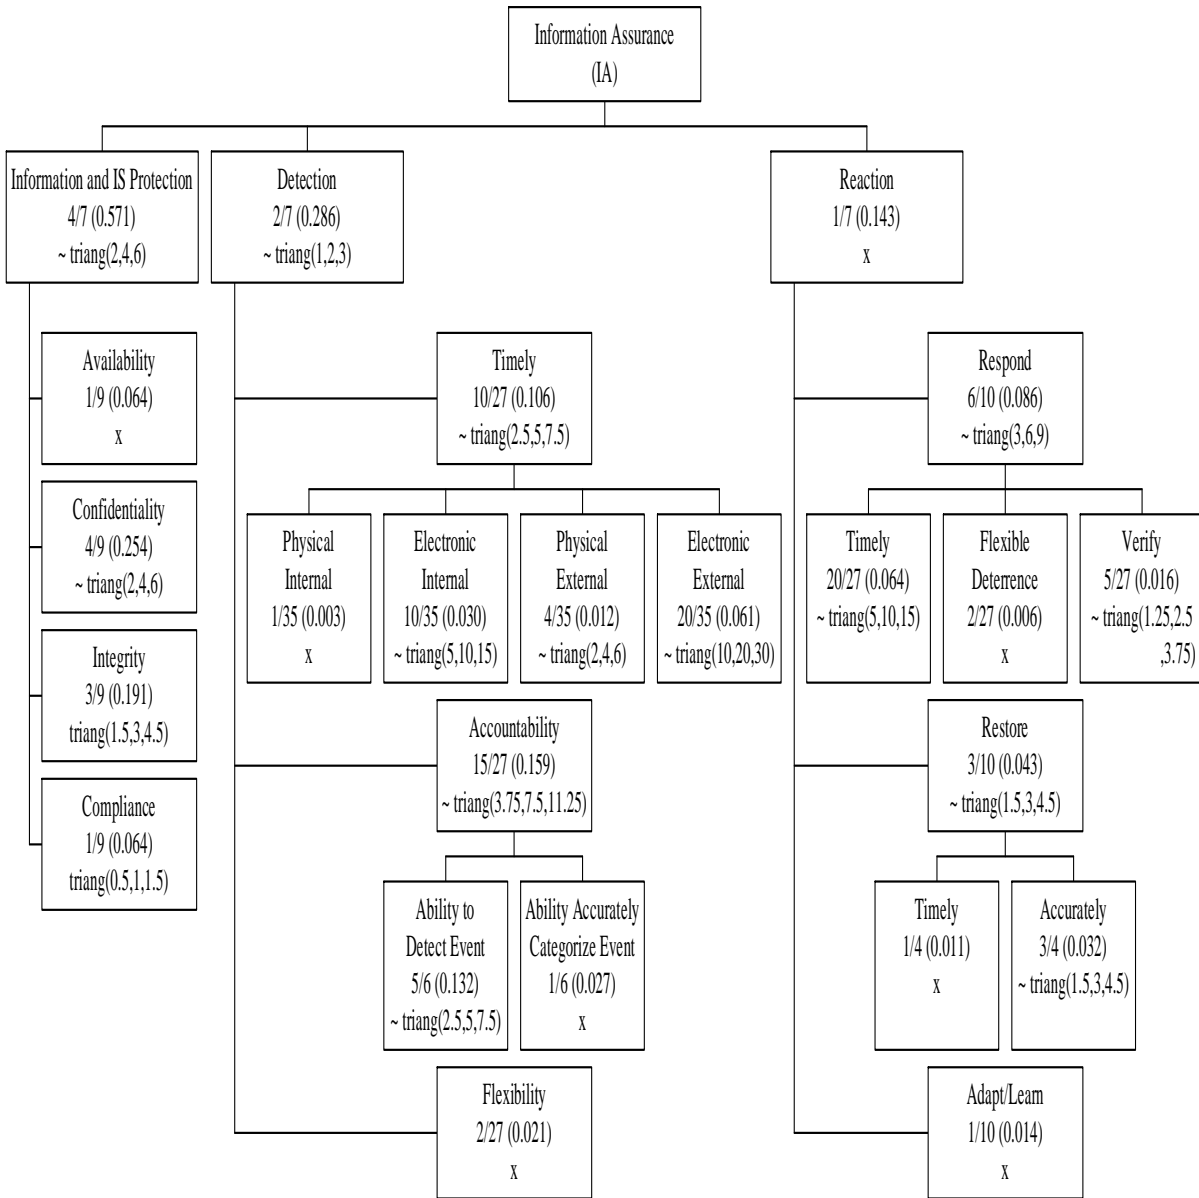 Information Assurance
(IA)
Information and IS Protection
4/7 (0.571)
~ triang(2,4,6)
Detection
2/7 (0.286)
~ triang(1,2,3)
Reaction
1/7 (0.143)
x
Availability
1/9 (0.064)
x
Confidentiality
4/9 (0.254)
~ triang(2,4,6)
Integrity
3/9 (0.191)
triang(1.5,3,4.5)
Compliance
1/9 (0.064)
triang(0.5,1,1.5)
Timely
10/27 (0.106)
~ triang(2.5,5,7.5)
Physical
Internal
1/35 (0.003)
x
Electronic
Internal
10/35 (0.030)
~ triang(5,10,15)
Physical
External
4/35 (0.012)
~ triang(2,4,6)
Electronic
External
20/35 (0.061)
~ triang(10,20,30)
Accountability
15/27 (0.159)
~ triang(3.75,7.5,11.25)
Ability to
Detect Event
5/6 (0.132)
~ triang(2.5,5,7.5)
Ability Accurately
Categorize Event
1/6 (0.027)
x
Flexibility
2/27 (0.021)
x
Respond
6/10 (0.086)
~ triang(3,6,9)
Timely
20/27 (0.064)
~ triang(5,10,15)
Flexible
Deterrence
2/27 (0.006)
x
Verify
5/27 (0.016)
~ triang(1.25,2.5
,3.75)
Restore
3/10 (0.043)
~ triang(1.5,3,4.5)
Timely
1/4 (0.011)
x
Accurately
3/4 (0.032)
~ triang(1.5,3,4.5)
Adapt/Learn
1/10 (0.014)
x